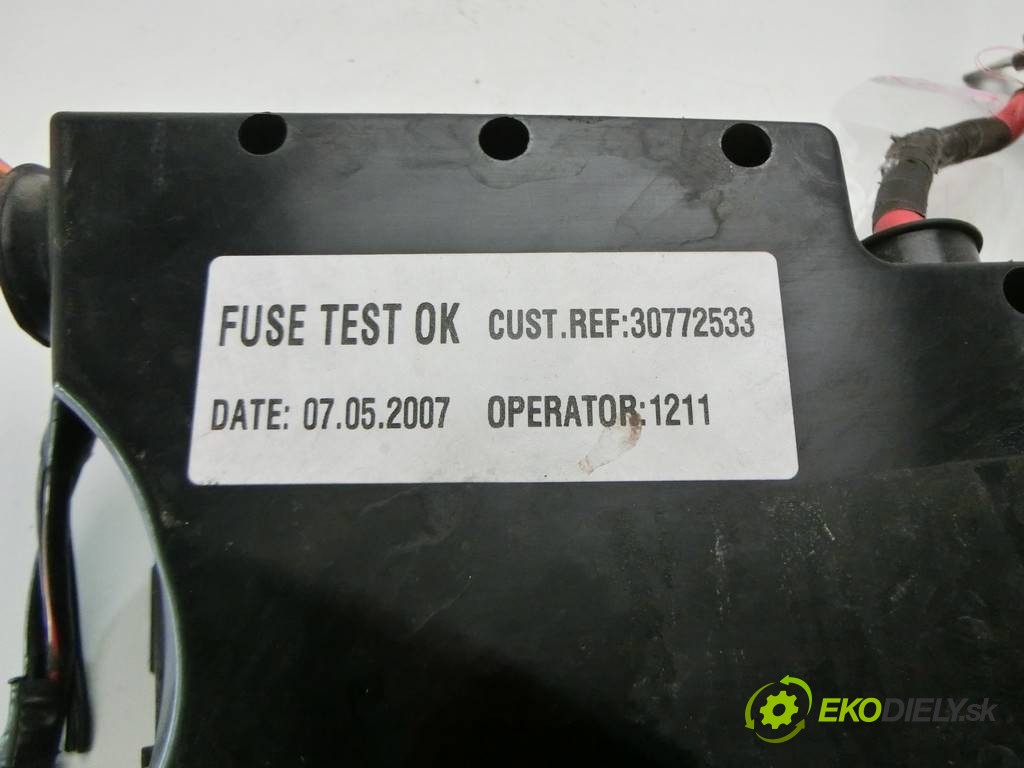 FUSE TEST OK CUST.REF:30772533
DATE: 07.05.2007 OPERATOR:1211
EKODIELY.sk